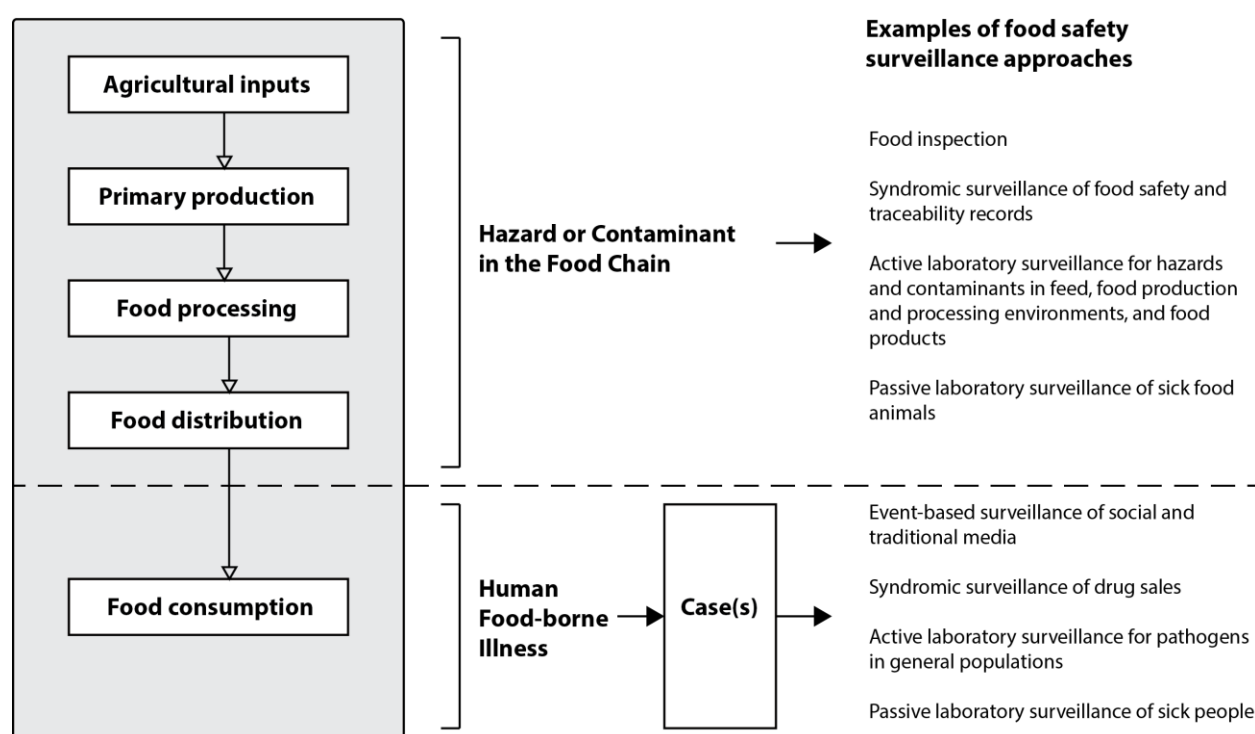 Examples of food safety
surveillance approaches
Agricultural inputs
Primary production
Food processing
Food distribution
Hazard or Contaminant
in the Food Chain
Food inspection
Syndromic surveillance of food safety and
traceability records
Active laboratory surveillance for hazards
and contaminants in feed, food production
and processing environments, and food
products
Passive laboratory surveillance of sick food
animals
Food consumption
Human
Food-borne
Illness
Case(s)
Event-based surveillance of social and
traditional media
Syndromic surveillance of drug sales
Active laboratory surveillance for pathogens
in general populations
Passive laboratory surveillance of sick people